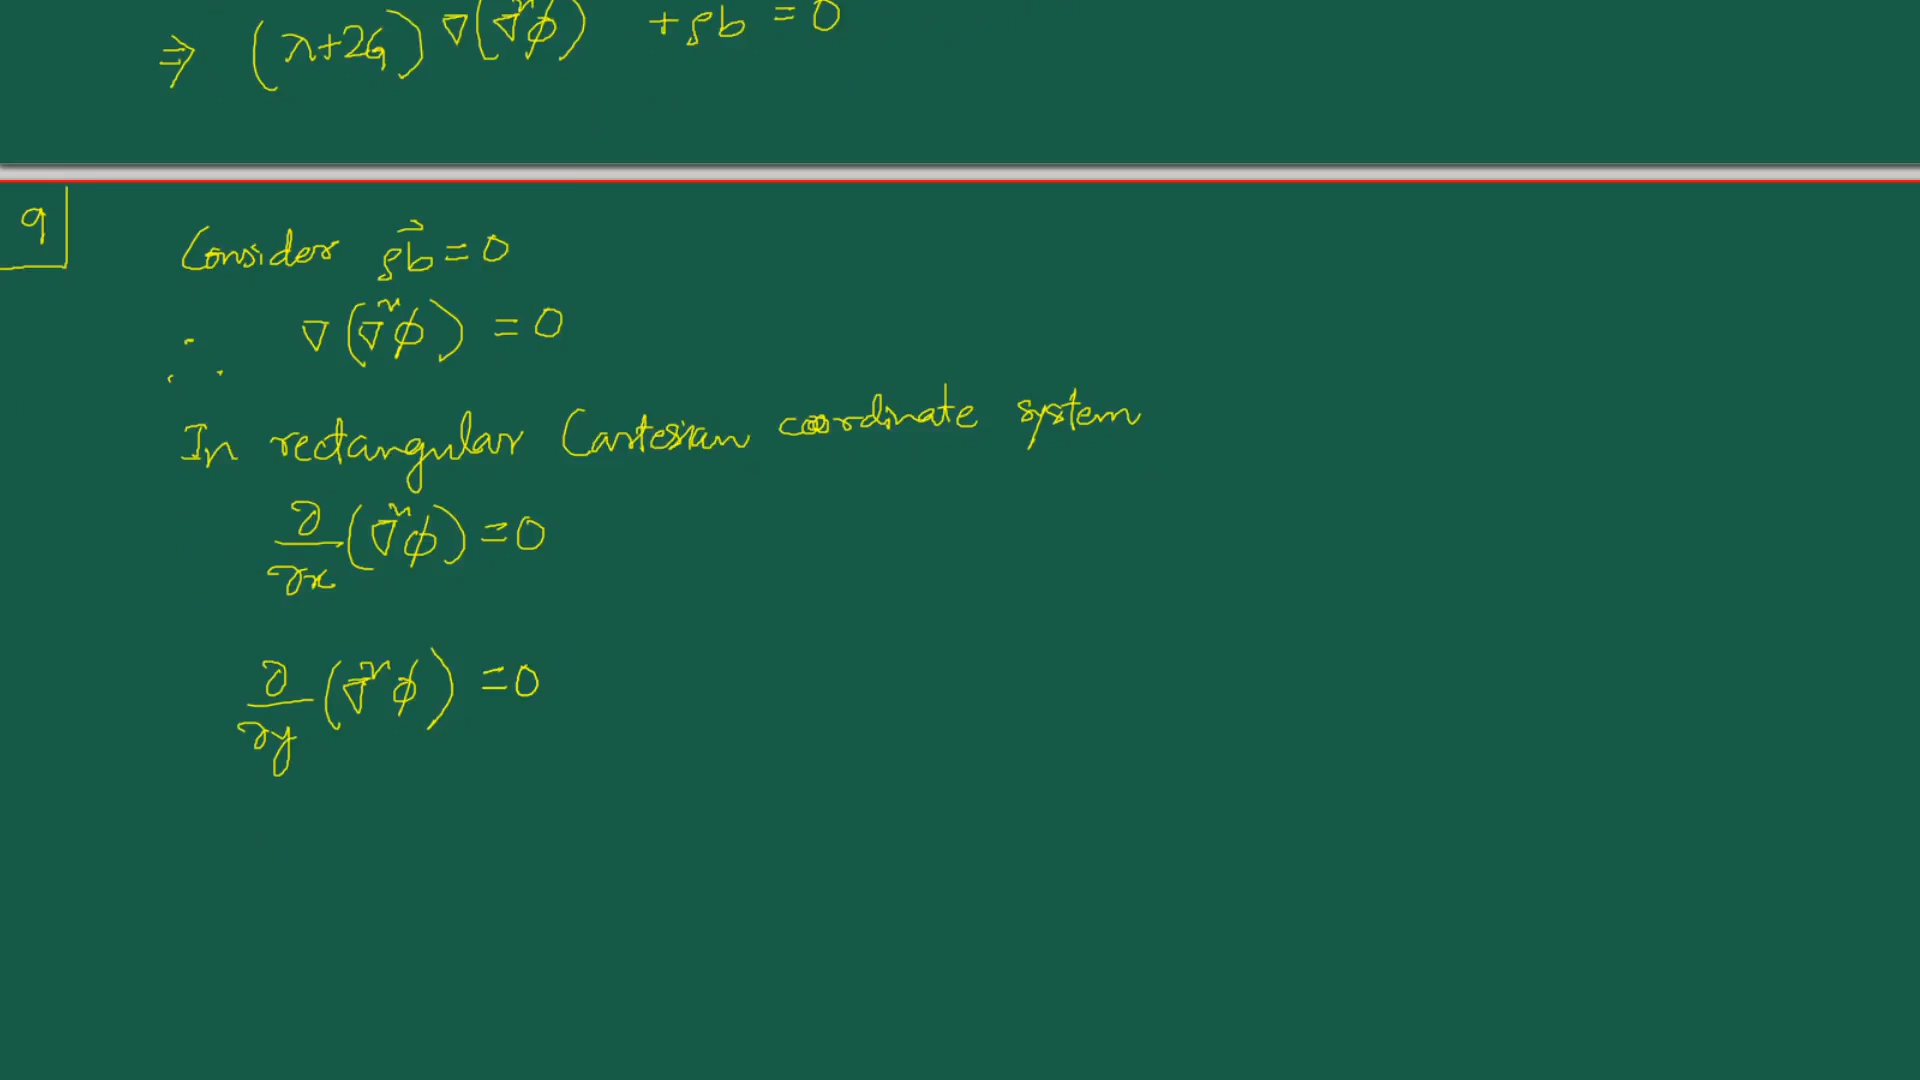 ⇒ (λ+2G) ∇(∇²φ) + ρb = 0
9
Consider ρb⃗ = 0
∴ ∇(∇²φ) = 0
In rectangular Cartesian coordinate system
∂/∂x (∇²φ) = 0
∂/∂y (∇²φ) = 0